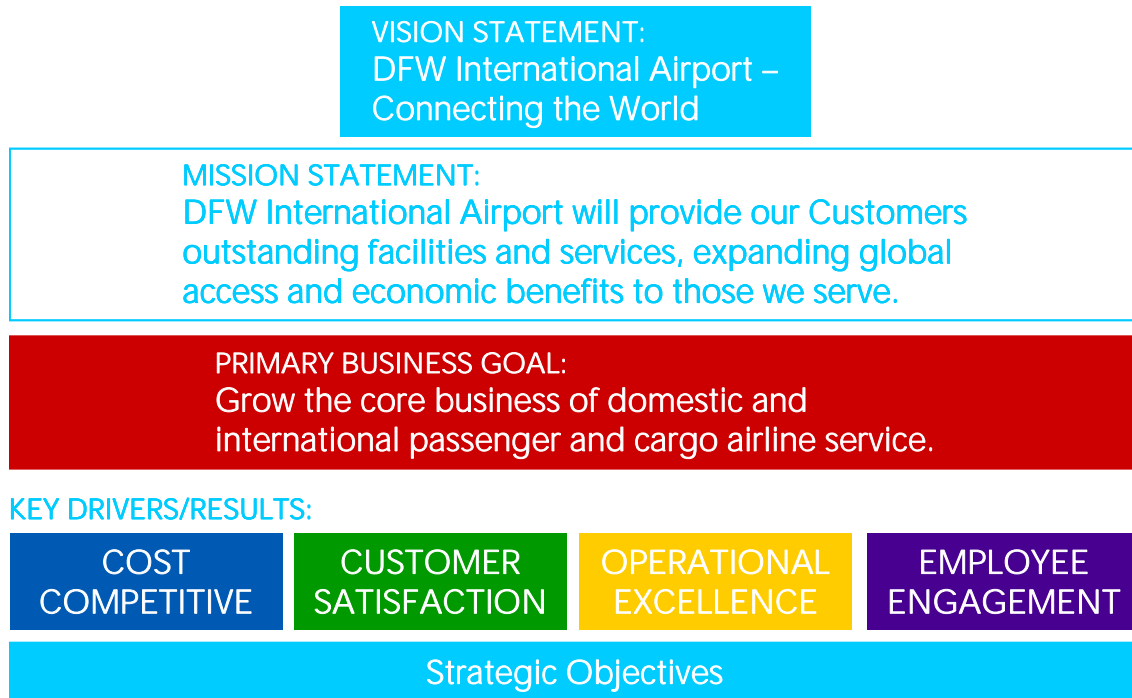 VISION STATEMENT:
DFW International Airport –
Connecting the World
MISSION STATEMENT:
DFW International Airport will provide our Customers
outstanding facilities and services, expanding global
access and economic benefits to those we serve.
PRIMARY BUSINESS GOAL:
Grow the core business of domestic and
international passenger and cargo airline service.
KEY DRIVERS/RESULTS:
COST
COMPETITIVE
CUSTOMER
SATISFACTION
OPERATIONAL
EXCELLENCE
EMPLOYEE
ENGAGEMENT
Strategic Objectives